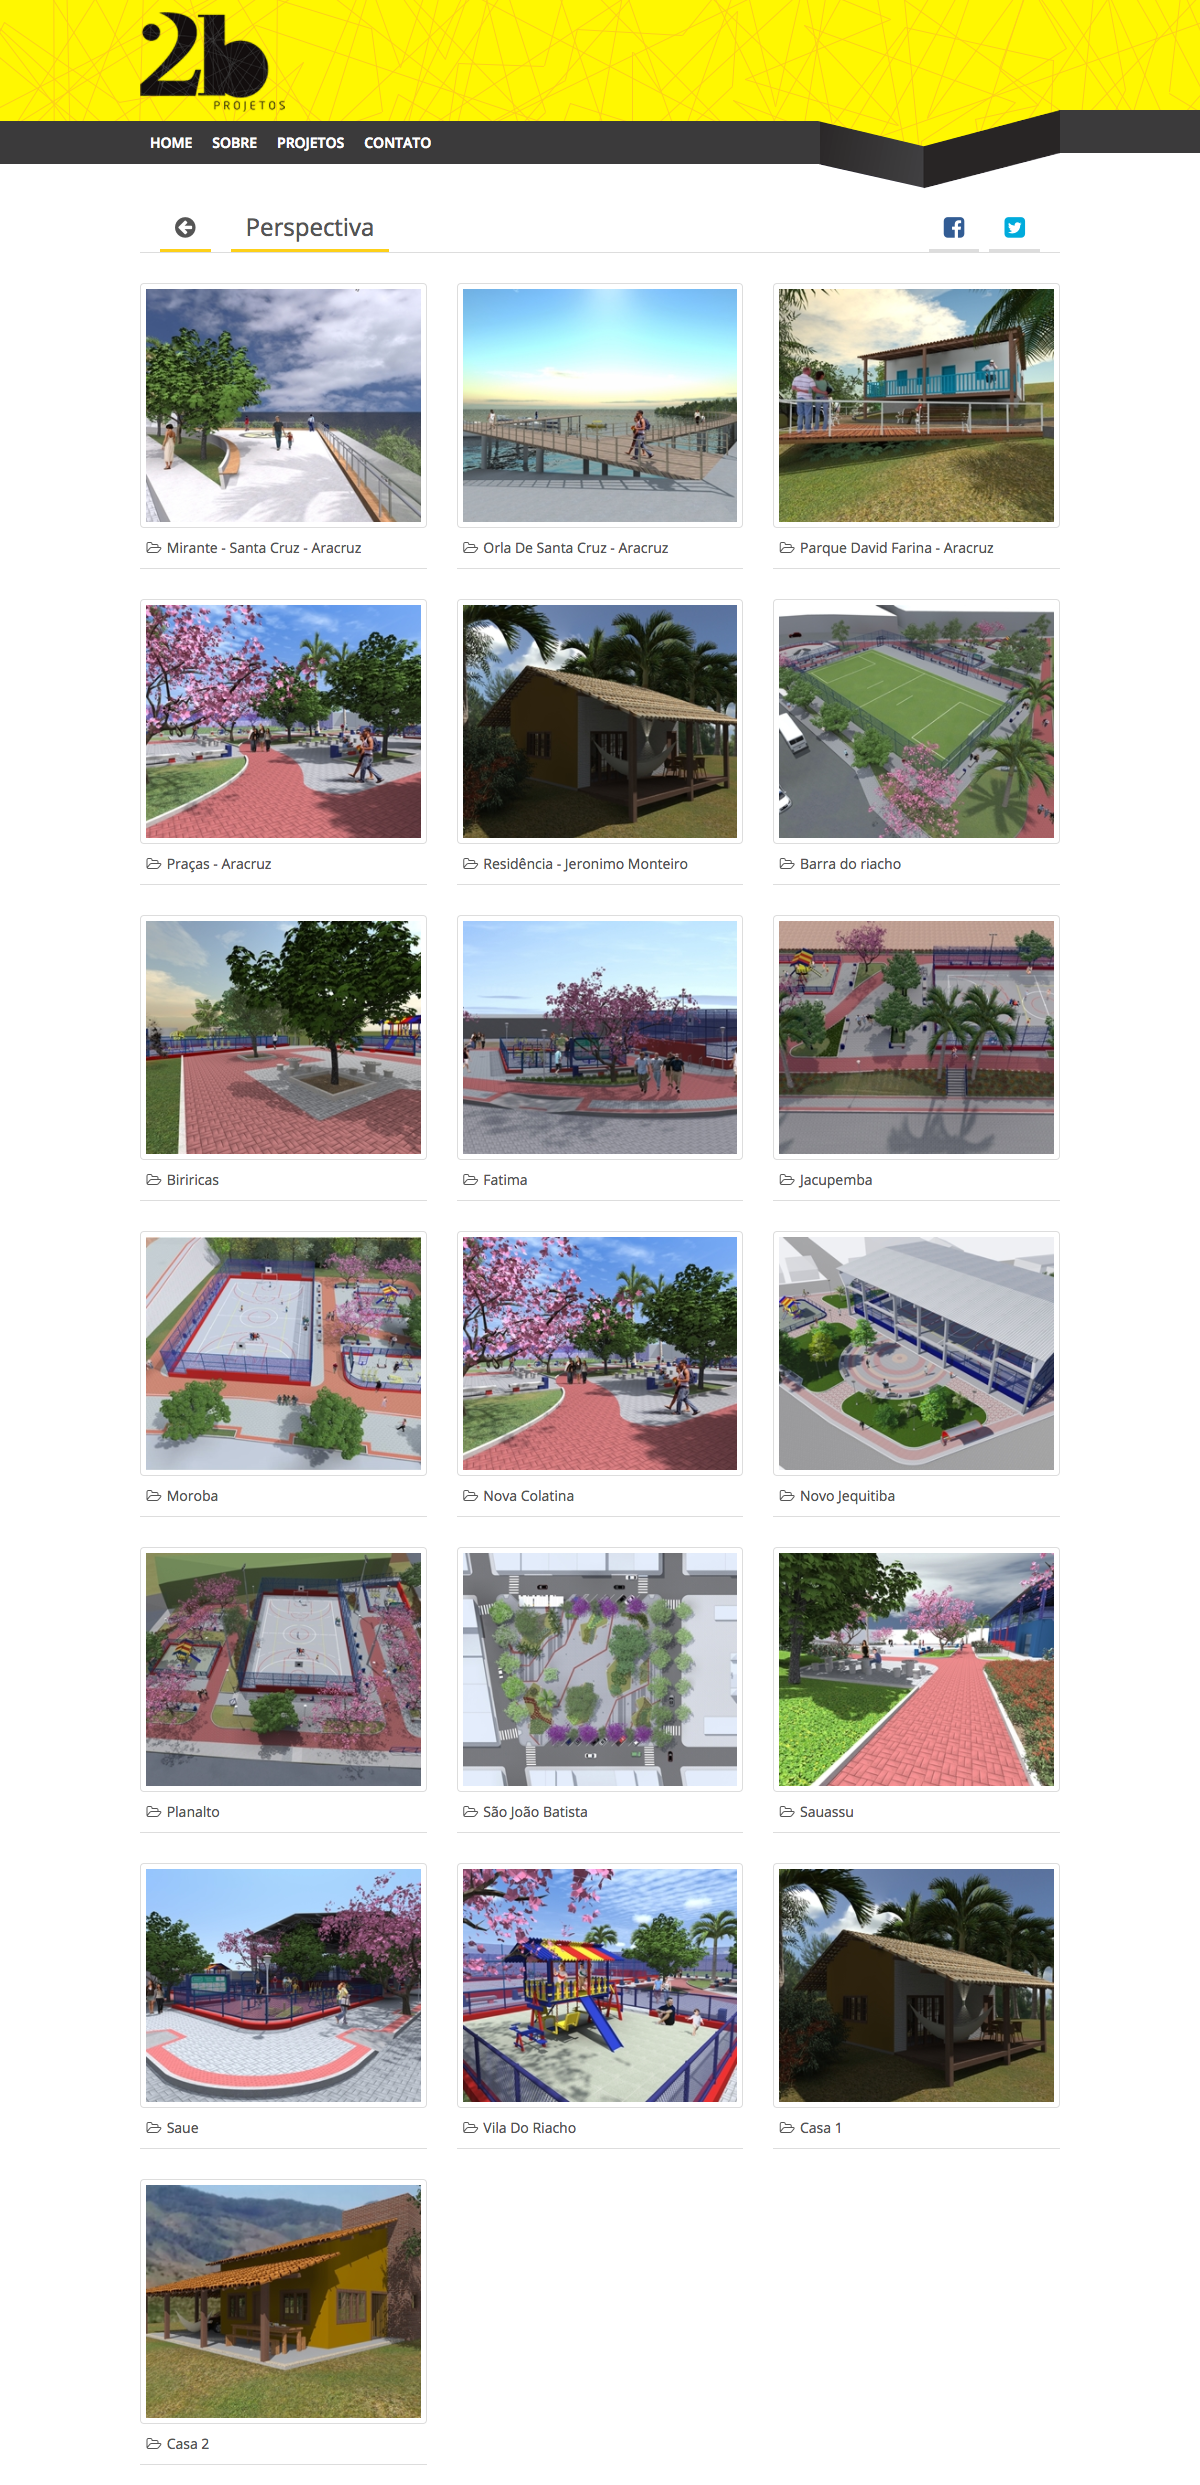 2b
PROJETOS
HOME SOBRE PROJETOS CONTATO
Perspectiva
Mirante - Santa Cruz - Aracruz
Orla De Santa Cruz - Aracruz
Parque David Farina - Aracruz
Praças - Aracruz
Residência - Jeronimo Monteiro
Barra do riacho
Biriricas
Fatima
Jacupemba
Moroba
Nova Colatina
Novo Jequitiba
Planalto
São João Batista
Sauassu
Saue
Vila Do Riacho
Casa 1
Casa 2